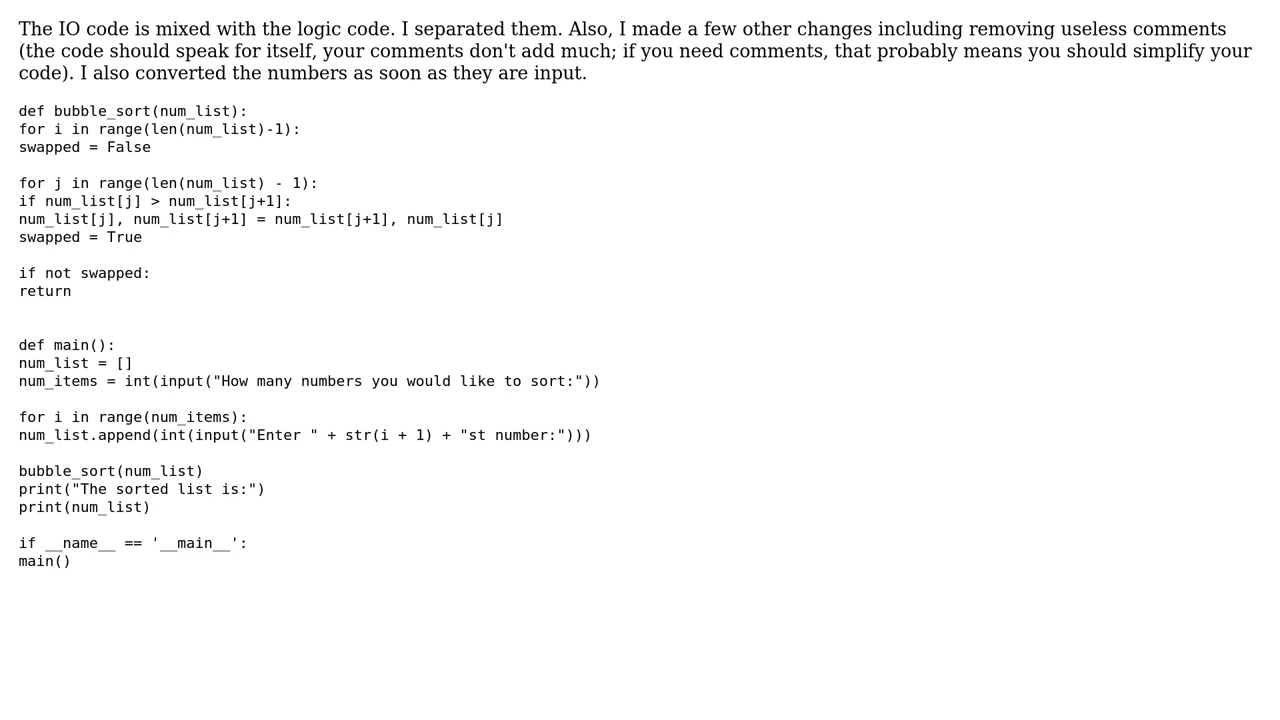 The IO code is mixed with the logic code. I separated them. Also, I made a few other changes including removing useless comments
(the code should speak for itself, your comments don't add much; if you need comments, that probably means you should simplify your
code). I also converted the numbers as soon as they are input.
def bubble_sort(num_list):
for i in range(len(num_list)-1):
swapped = False
for j in range(len(num_list) - 1):
if num_list[j] > num_list[j+1]:
num_list[j], num_list[j+1] = num_list[j+1], num_list[j]
swapped = True
if not swapped:
return
def main():
num_list = []
num_items = int(input("How many numbers you would like to sort:"))
for i in range(num_items):
num_list.append(int(input("Enter " + str(i + 1) + "st number:")))
bubble_sort(num_list)
print("The sorted list is:")
print(num_list)
if __name__ == '__main__':
main()